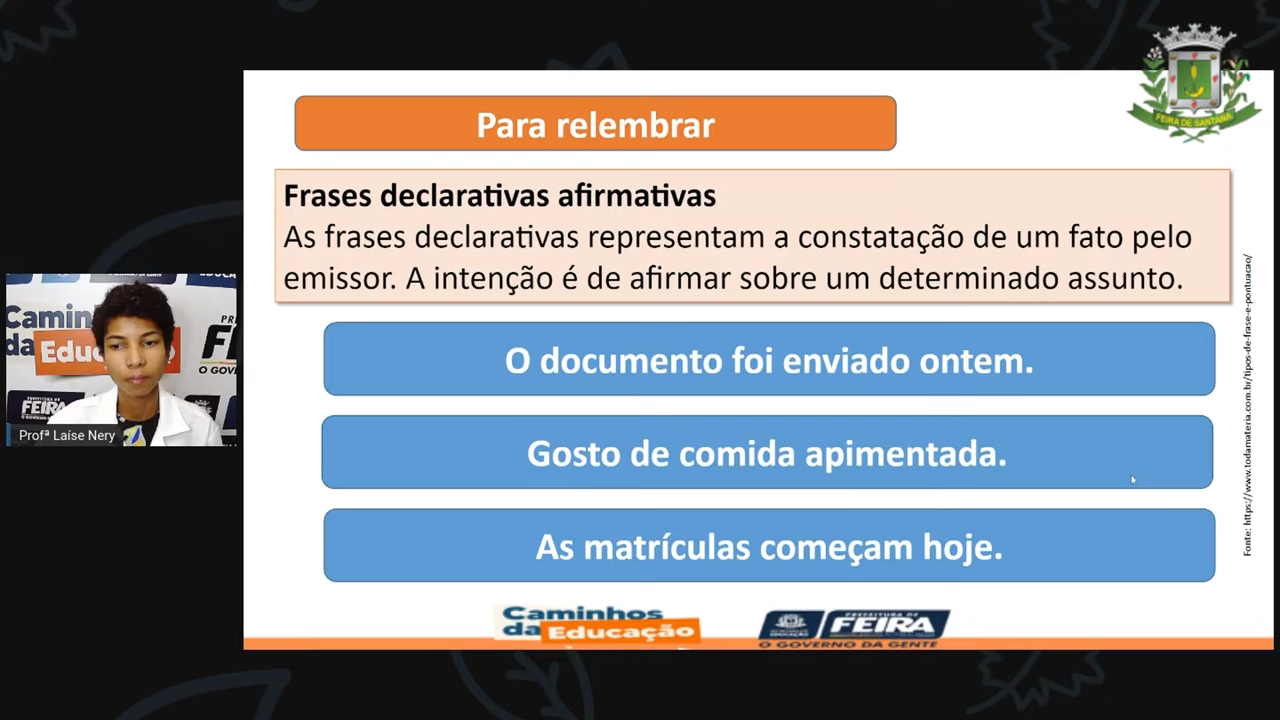 FEIRA DE SANTANA
Para relembrar
Frases declarativas afirmativas
As frases declarativas representam a constatação de um fato pelo
emissor. A intenção é de afirmar sobre um determinado assunto.
O documento foi enviado ontem.
Gosto de comida apimentada.
As matrículas começam hoje.
Fonte: https://www.todamateria.com.br/tipos-de-frase-e-pontuacao/
Profª Laíse Nery
Caminhos
da Educação
PREFEITURA DE
FEIRA
O GOVERNO DA GENTE